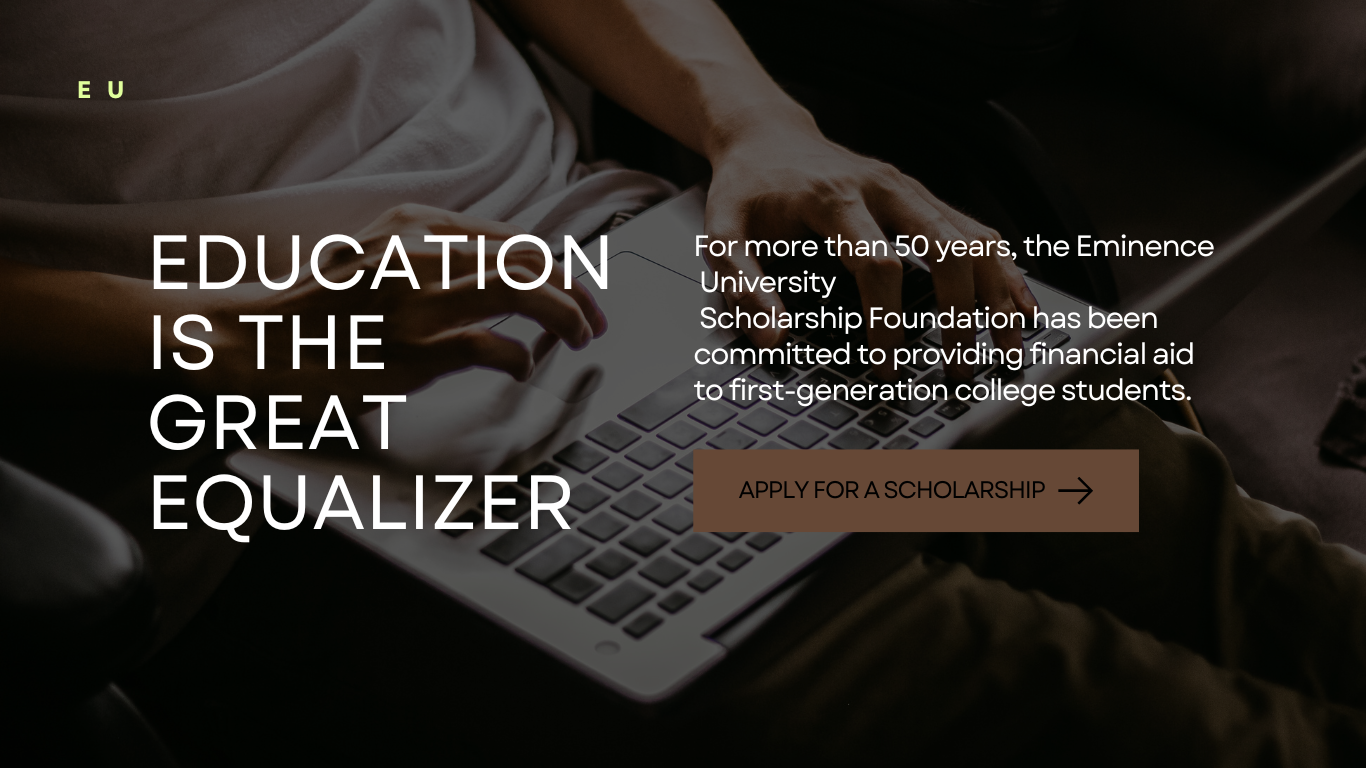 E U
EDUCATION
IS THE
GREAT
EQUALIZER
For more than 50 years, the Eminence
University
Scholarship Foundation has been
committed to providing financial aid
to first-generation college students.
APPLY FOR A SCHOLARSHIP